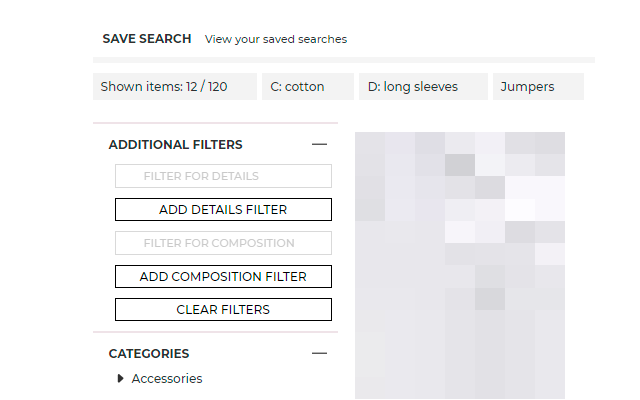 SAVE SEARCH View your saved searches
Shown items: 12 / 120 C: cotton D: long sleeves Jumpers
ADDITIONAL FILTERS
FILTER FOR DETAILS
ADD DETAILS FILTER
FILTER FOR COMPOSITION
ADD COMPOSITION FILTER
CLEAR FILTERS
CATEGORIES
Accessories